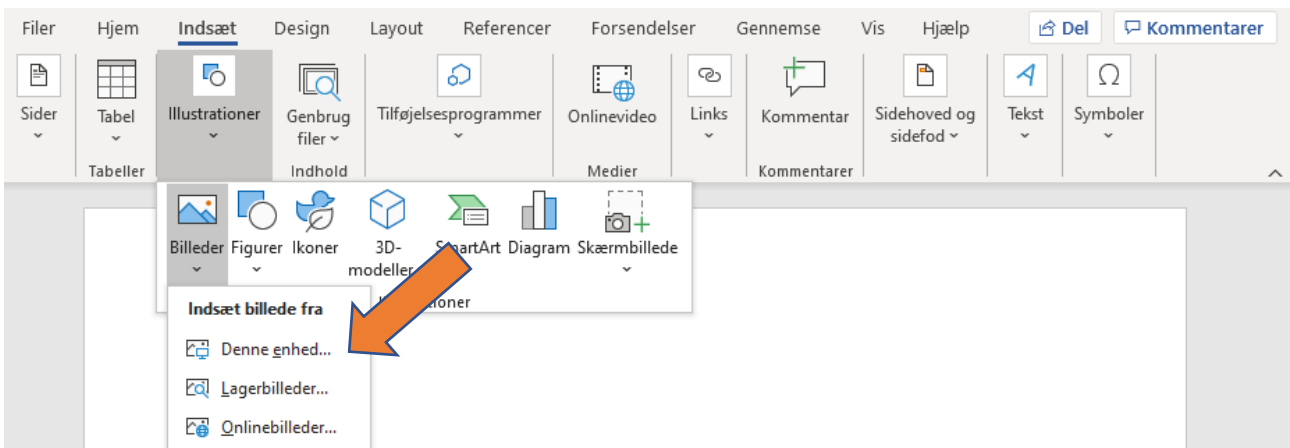 Filer Hjem Indsæt Design Layout Referencer Forsendelser Gennemse Vis Hjælp Del Kommentarer
Sider Tabel Illustrationer Genbrug Tilføjelsesprogrammer Onlinevideo Links Kommentar Sidehoved og Tekst Symboler
filer sidefod
Tabeller Indhold Medier Kommentarer
Billeder Figurer Ikoner 3D- SmartArt Diagram Skærmbillede
modeller
Indsæt billede fra
Denne enhed...
Lagerbilleder...
Onlinebilleder...